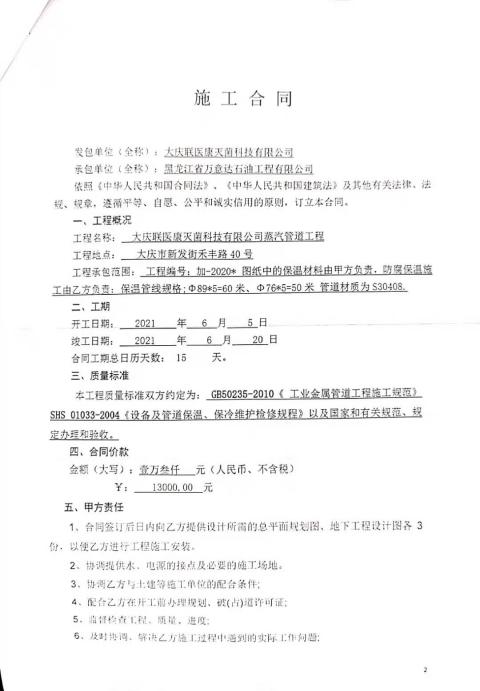 施工合同
发包单位（全称）：大庆联医康灭菌科技有限公司
承包单位（全称）：黑龙江省万意达石油工程有限公司
依照《中华人民共和国合同法》、《中华人民共和国建筑法》及其他有关法律、法
规、规章，遵循平等、自愿、公平和诚实信用的原则，订立本合同。
一、工程概况
工程名称：大庆联医康灭菌科技有限公司蒸汽管道工程
工程地点：大庆市新发街禾丰路 40 号
工程承包范围：工程编号：加-2020* 图纸中的保温材料由甲方负责，防腐保温施
工由乙方负责：保温管线规格；Φ89*5=60 米、Φ76*5=50 米 管道材质为 S30408.
二、工期
开工日期：2021 年 6 月 5 日
竣工日期：2021 年 6 月 20 日
合同工期总日历天数：15 天。
三、质量标准
本工程质量标准双方约定为：GB50235-2010《 工业金属管道工程施工规范》
SHS 01033-2004《设备及管道保温、保冷维护检修规程》以及国家和有关规范、规
定办理和验收。
四、合同价款
金额（大写）：壹万叁仟 元（人民币、不含税）
￥：13000.00 元
五、甲方责任
1、合同签订后日内向乙方提供设计所需的总平面规划图、地下工程设计图各 3
份，以便乙方进行工程施工安装。
2、协调提供水、电源的接点及必要的施工场地。
3、协调乙方与土建等施工单位的配合条件；
4、配合乙方在开工前办理规划、破(占)道许可证；
5、监督检查工程、质量、进度；
6、及时协调、解决乙方施工过程中遇到的实际工作问题；
2